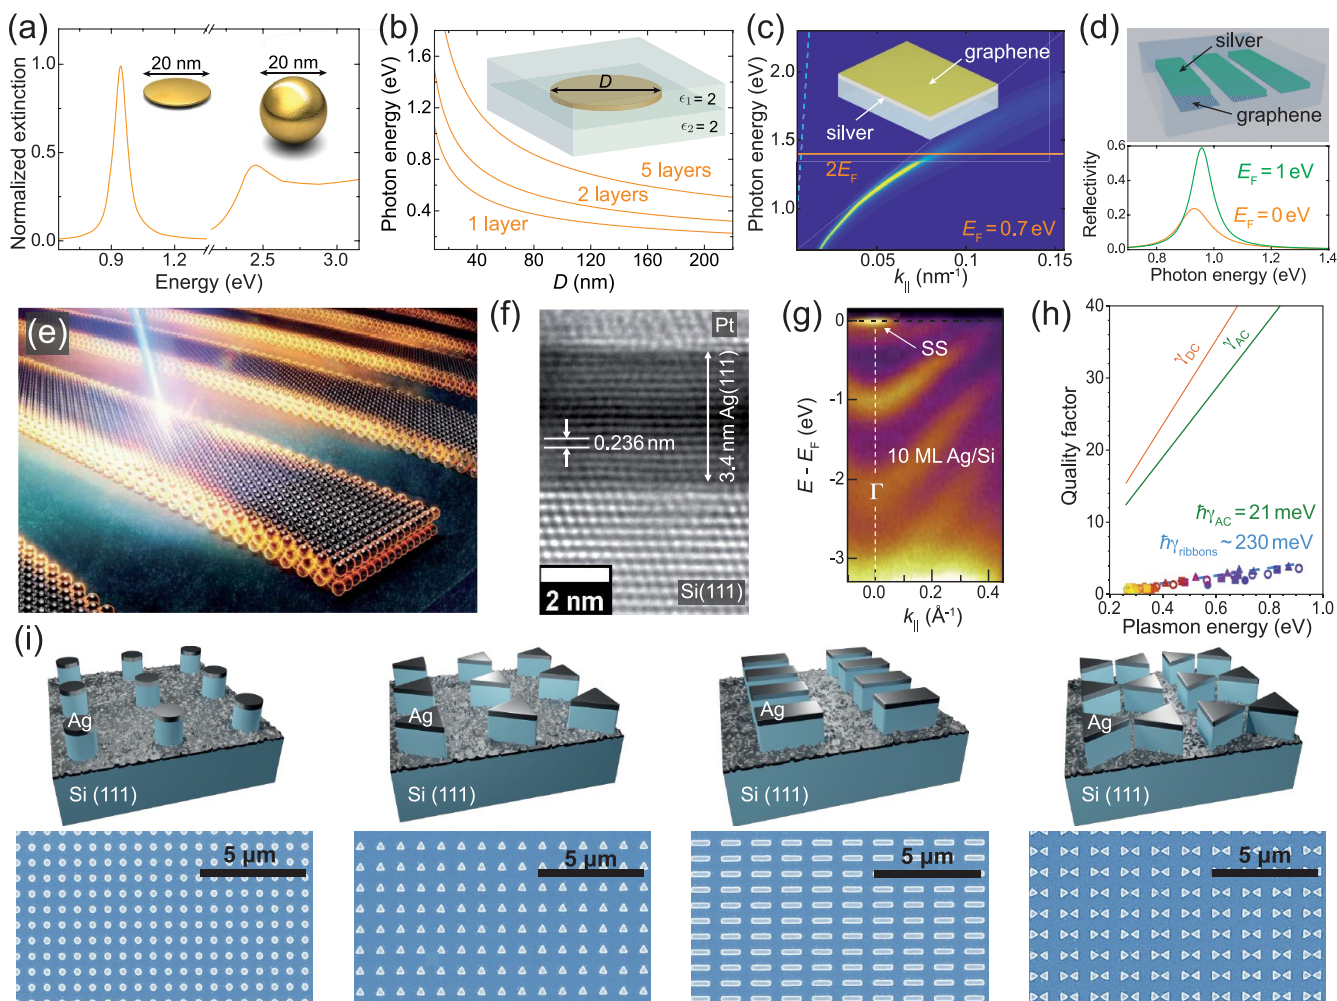 (a)
Normalized extinction
1.0
0.5
0.0
20 nm
20 nm
0.9
1.2
2.5
3.0
Energy (eV)
(b)
Photon energy (eV)
1.6
1.2
0.8
0.4
D
ϵ1 = 2
ϵ2 = 2
5 layers
2 layers
1 layer
40
80
120
160
200
D (nm)
(c)
Photon energy (eV)
2.0
1.5
1.0
graphene
silver
2EF
EF = 0.7 eV
0.05
0.10
0.15
k|| (nm-1)
(d)
silver
graphene
Reflectivity
0.6
0.4
0.2
0.0
EF = 1 eV
EF = 0 eV
0.8
1.0
1.2
1.4
Photon energy (eV)
(e)
(f)
Pt
3.4 nm Ag(111)
0.236 nm
2 nm
Si(111)
(g)
E - EF (eV)
0
-1
-2
-3
SS
10 ML Ag/Si
Γ
0.0
0.2
0.4
k|| (Å-1)
(h)
Quality factor
40
30
20
10
0
γDC
γAC
ħγAC = 21 meV
ħγribbons ~ 230 meV
0.2
0.4
0.6
0.8
1.0
Plasmon energy (eV)
(i)
Ag
Si (111)
Ag
Si (111)
Ag
Si (111)
Ag
Si (111)
5 µm
5 µm
5 µm
5 µm